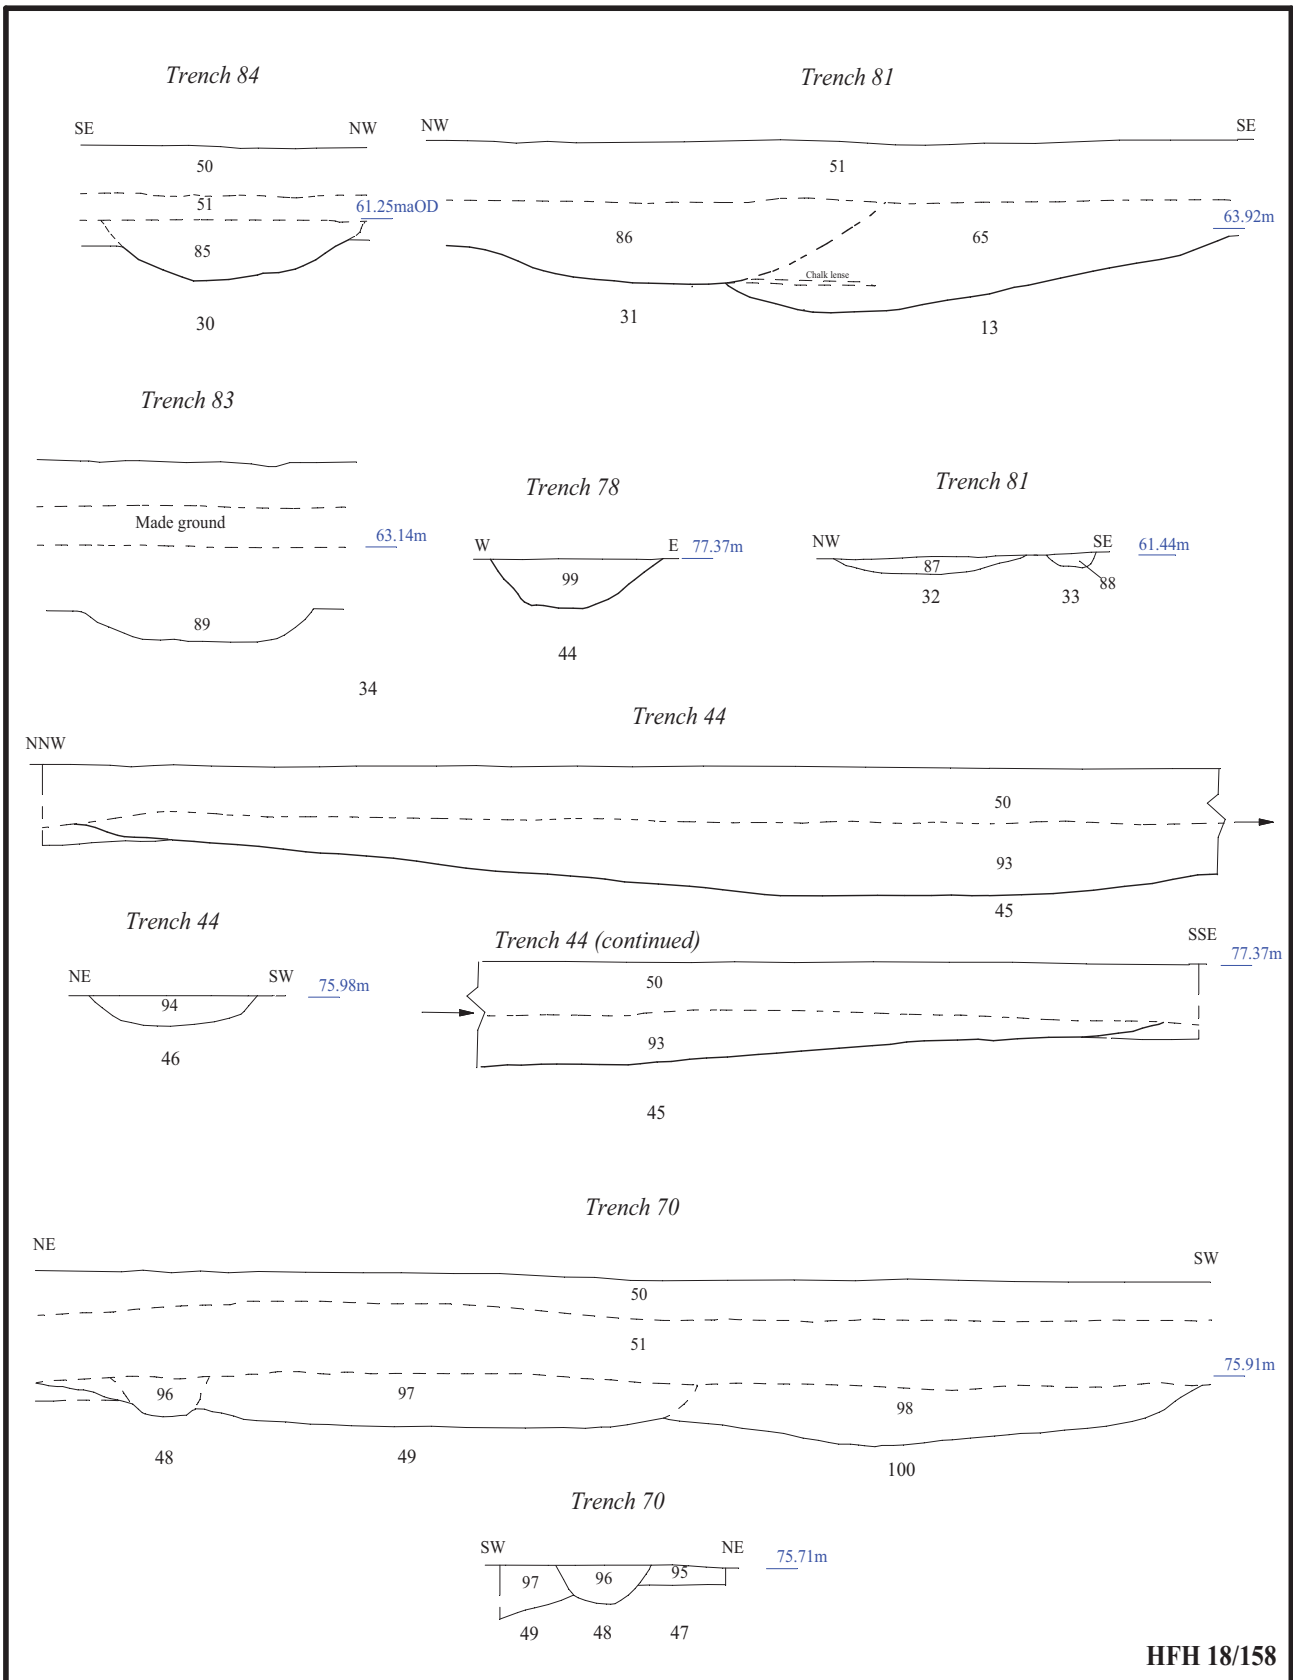 Trench 84
SE NW
50
51
61.25maOD
85
30
Trench 81
NW SE
51
86
65
63.92m
Chalk lense
31
13
Trench 83
Made ground
63.14m
89
34
Trench 78
W E 77.37m
99
44
Trench 81
NW SE 61.44m
87
88
32 33
Trench 44
NNW
50
93
45
Trench 44
NE SW 75.98m
94
46
Trench 44 (continued)
SSE
77.37m
50
93
45
Trench 70
NE SW
50
51
75.91m
96 97 98
48 49 100
Trench 70
SW NE 75.71m
97 96 95
49 48 47
HFH 18/158